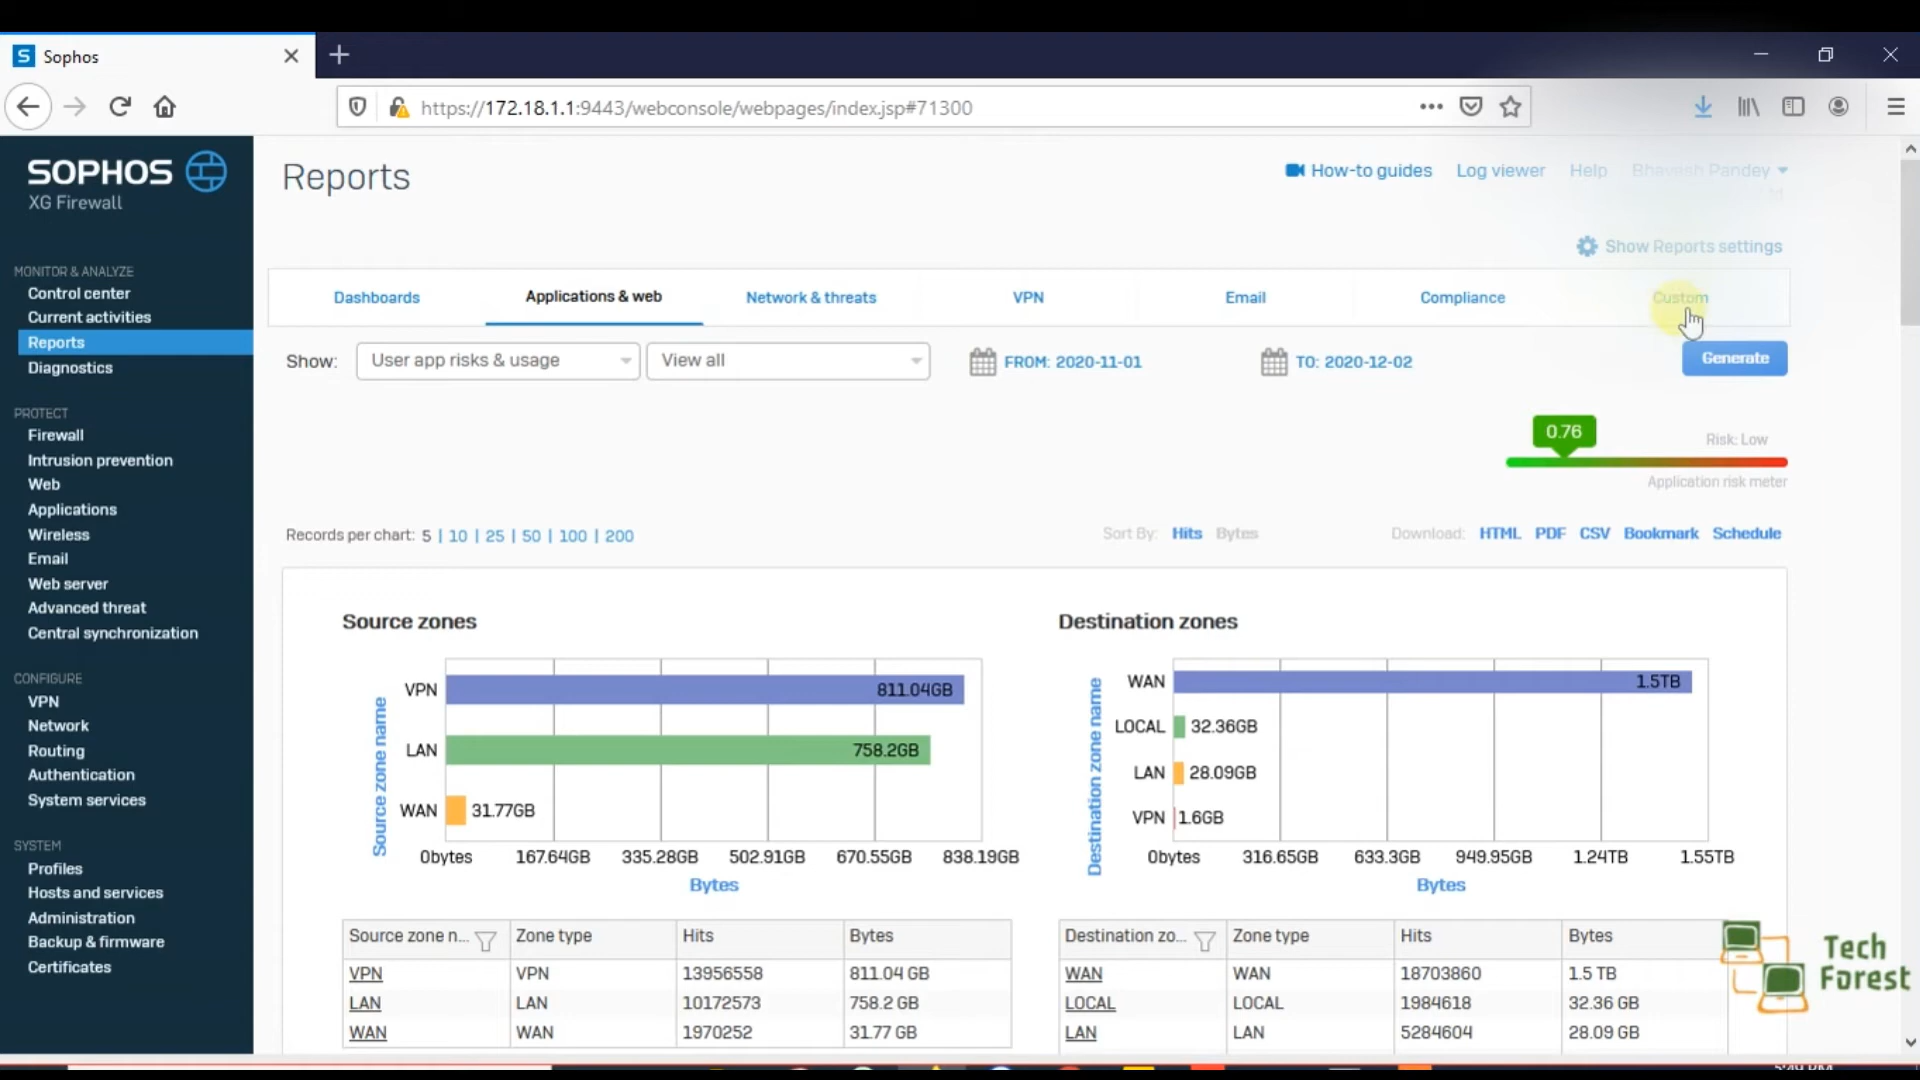 S Sophos
https://172.18.1.1:9443/webconsole/webpages/index.jsp#71300
SOPHOS
XG Firewall
MONITOR & ANALYZE
Control center
Current activities
Reports
Diagnostics
PROTECT
Firewall
Intrusion prevention
Web
Applications
Wireless
Email
Web server
Advanced threat
Central synchronization
CONFIGURE
VPN
Network
Routing
Authentication
System services
SYSTEM
Profiles
Hosts and services
Administration
Backup & firmware
Certificates
Reports
How-to guides Log viewer Help Bhavesh Pandey
Show Reports settings
Dashboards Applications & web Network & threats VPN Email Compliance Custom
Show: User app risks & usage View all FROM: 2020-11-01 TO: 2020-12-02 Generate
0.76 Risk: Low
Application risk meter
Records per chart: 5 | 10 | 25 | 50 | 100 | 200 Sort By: Hits Bytes Download: HTML PDF CSV Bookmark Schedule
Source zones
Source zone name
VPN 811.04GB
LAN 758.2GB
WAN 31.77GB
0bytes 167.64GB 335.28GB 502.91GB 670.55GB 838.19GB
Bytes
Source zone n... Zone type Hits Bytes
VPN VPN 13956558 811.04 GB
LAN LAN 10172573 758.2 GB
WAN WAN 1970252 31.77 GB
Destination zones
Destination zone name
WAN 1.5TB
LOCAL 32.36GB
LAN 28.09GB
VPN 1.6GB
0bytes 316.65GB 633.3GB 949.95GB 1.24TB 1.55TB
Bytes
Destination zo... Zone type Hits Bytes
WAN WAN 18703860 1.5 TB
LOCAL LOCAL 1984618 32.36 GB
LAN LAN 5284604 28.09 GB
Tech
Forest